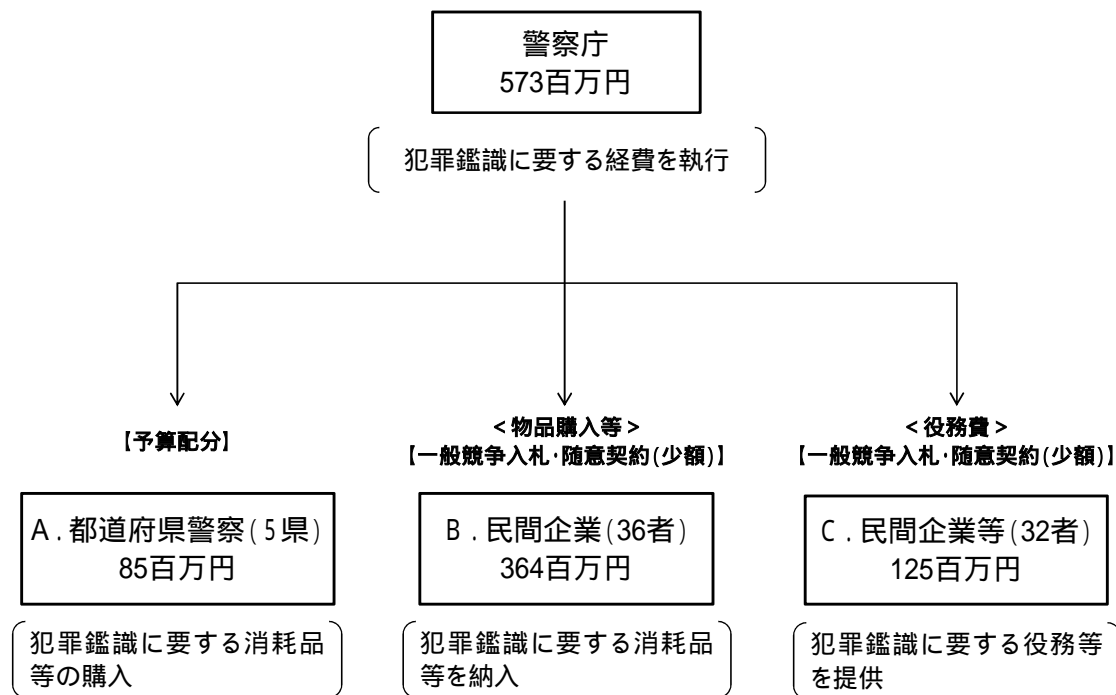 警察庁
573百万円
犯罪鑑識に要する経費を執行
【予算配分】
<物品購入等>
【一般競争入札・随意契約(少額)】
<役務費>
【一般競争入札・随意契約(少額)】
A.都道府県警察(5県)
85百万円
B.民間企業(36者)
364百万円
C.民間企業等(32者)
125百万円
犯罪鑑識に要する消耗品
等の購入
犯罪鑑識に要する消耗品
等を納入
犯罪鑑識に要する役務等
を提供